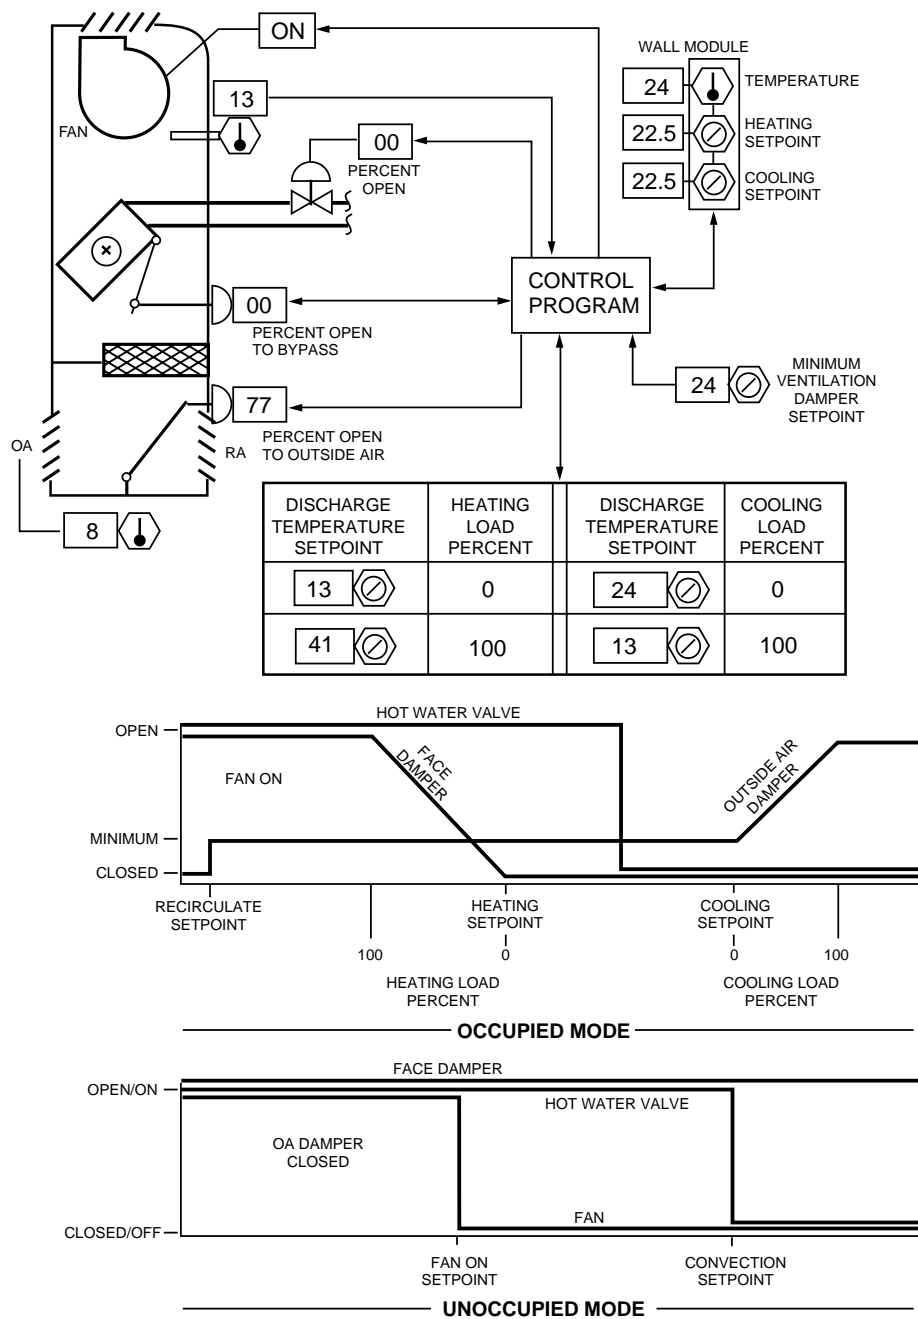 ON
WALL MODULE
24
TEMPERATURE
13
FAN
22.5
HEATING
SETPOINT
00
PERCENT
OPEN
22.5
COOLING
SETPOINT
CONTROL
PROGRAM
00
PERCENT OPEN
TO BYPASS
24
MINIMUM
VENTILATION
DAMPER
SETPOINT
77
PERCENT OPEN
TO OUTSIDE AIR
OA
RA
8
DISCHARGE
TEMPERATURE
SETPOINT
HEATING
LOAD
PERCENT
DISCHARGE
TEMPERATURE
SETPOINT
COOLING
LOAD
PERCENT
13
0
24
0
41
100
13
100
HOT WATER VALVE
OPEN
FACE
DAMPER
OUTSIDE AIR
DAMPER
FAN ON
MINIMUM
CLOSED
RECIRCULATE
SETPOINT
HEATING
SETPOINT
COOLING
SETPOINT
100
0
0
100
HEATING LOAD
PERCENT
COOLING LOAD
PERCENT
OCCUPIED MODE
FACE DAMPER
OPEN/ON
HOT WATER VALVE
OA DAMPER
CLOSED
FAN
CLOSED/OFF
FAN ON
SETPOINT
CONVECTION
SETPOINT
UNOCCUPIED MODE